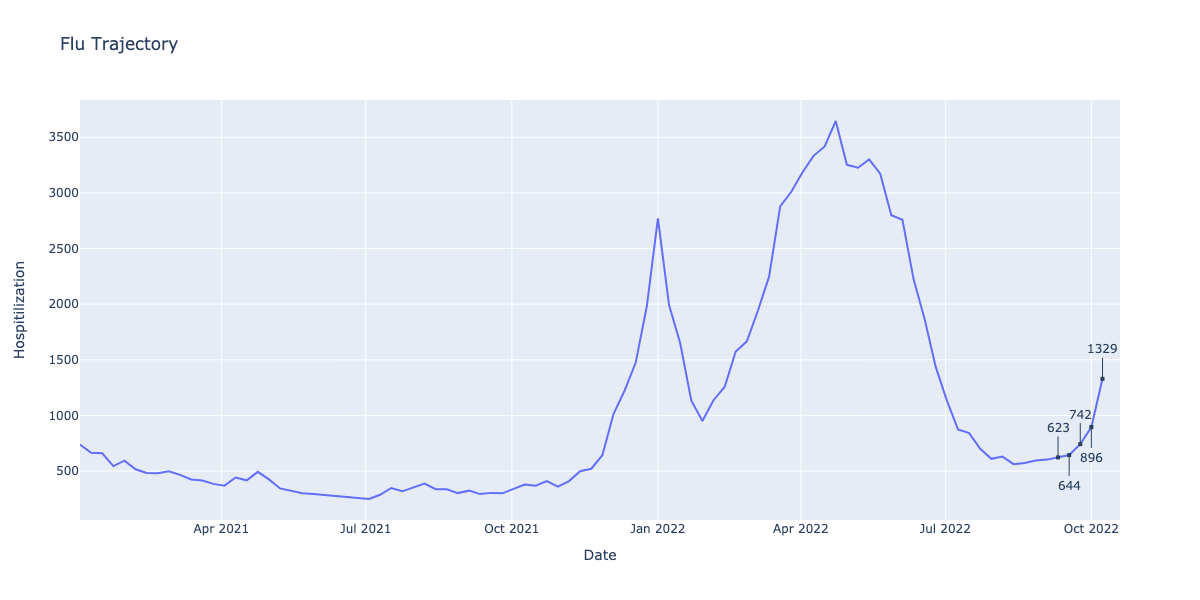 Flu Trajectory
3500
3000
2500
2000
1500
1000
500
Hospitilization
1329
742
623
896
644
Apr 2021
Jul 2021
Oct 2021
Jan 2022
Apr 2022
Jul 2022
Oct 2022
Date